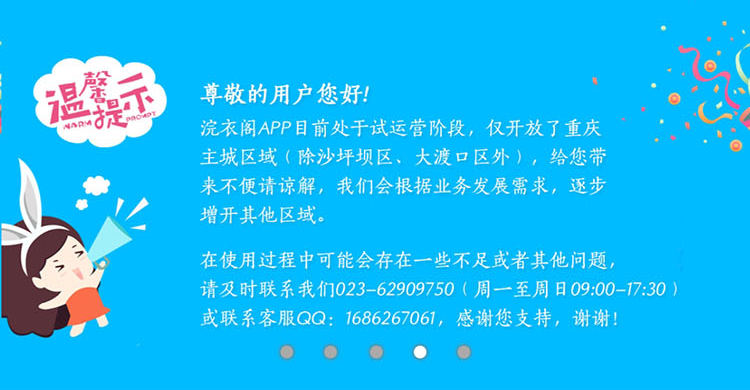 温馨提示
WARM PROMPT
尊敬的用户您好!
浣衣阁APP目前处于试运营阶段，仅开放了重庆
主城区域（除沙坪坝区、大渡口区外），给您带
来不便请谅解，我们会根据业务发展需求，逐步
增开其他区域。
在使用过程中可能会存在一些不足或者其他问题，
请及时联系我们023-62909750（周一至周日09:00-17:30）
或联系客服QQ：1686267061，感谢您支持，谢谢!